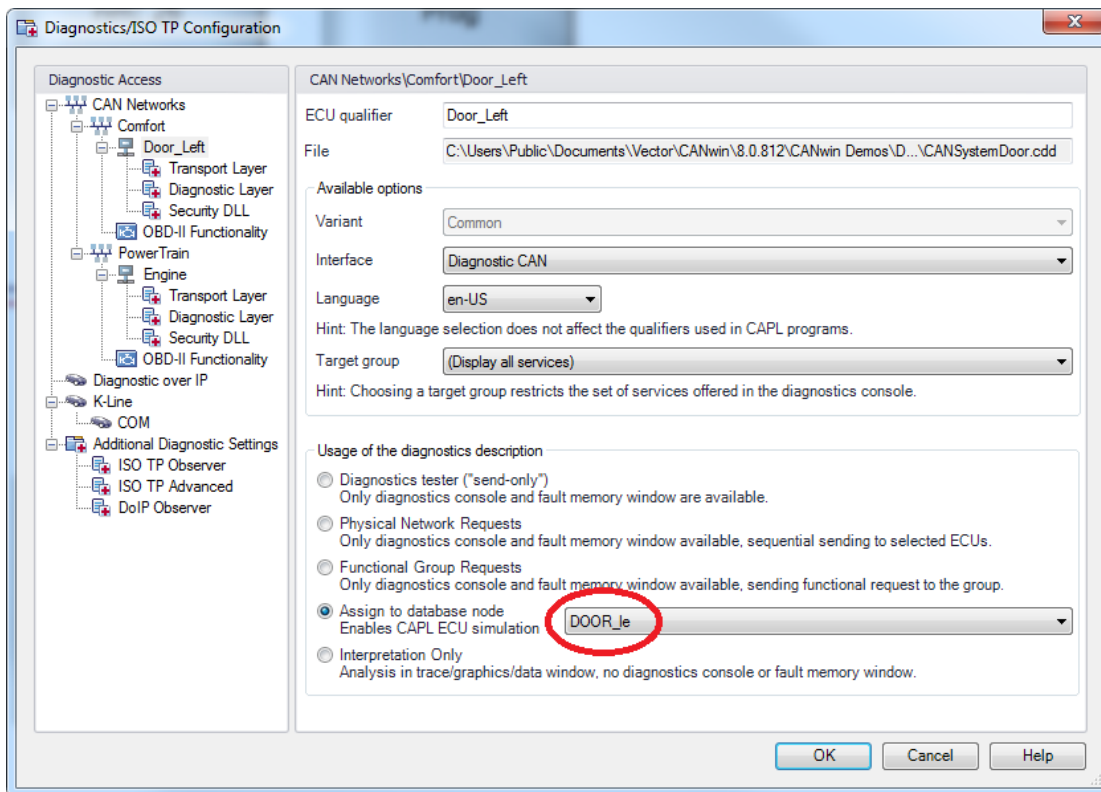 Prog
Diagnostics/ISO TP Configuration
Diagnostic Access
CAN Networks
Comfort
Door_Left
Transport Layer
Diagnostic Layer
Security DLL
OBD-II Functionality
PowerTrain
Engine
Transport Layer
Diagnostic Layer
Security DLL
OBD-II Functionality
Diagnostic over IP
K-Line
COM
Additional Diagnostic Settings
ISO TP Observer
ISO TP Advanced
DoIP Observer
CAN Networks\Comfort\Door_Left
ECU qualifier Door_Left
File C:\Users\Public\Documents\Vector\CANwin\8.0.812\CANwin Demos\D...\CANSystemDoor.cdd
Available options
Variant Common
Interface Diagnostic CAN
Language en-US
Hint: The language selection does not affect the qualifiers used in CAPL programs.
Target group (Display all services)
Hint: Choosing a target group restricts the set of services offered in the diagnostics console.
Usage of the diagnostics description
Diagnostics tester ("send-only")
Only diagnostics console and fault memory window are available.
Physical Network Requests
Only diagnostics console and fault memory window available, sequential sending to selected ECUs.
Functional Group Requests
Only diagnostics console and fault memory window available, sending functional request to the group.
Assign to database node
Enables CAPL ECU simulation DOOR_le
Interpretation Only
Analysis in trace/graphics/data window, no diagnostics console or fault memory window.
OK Cancel Help